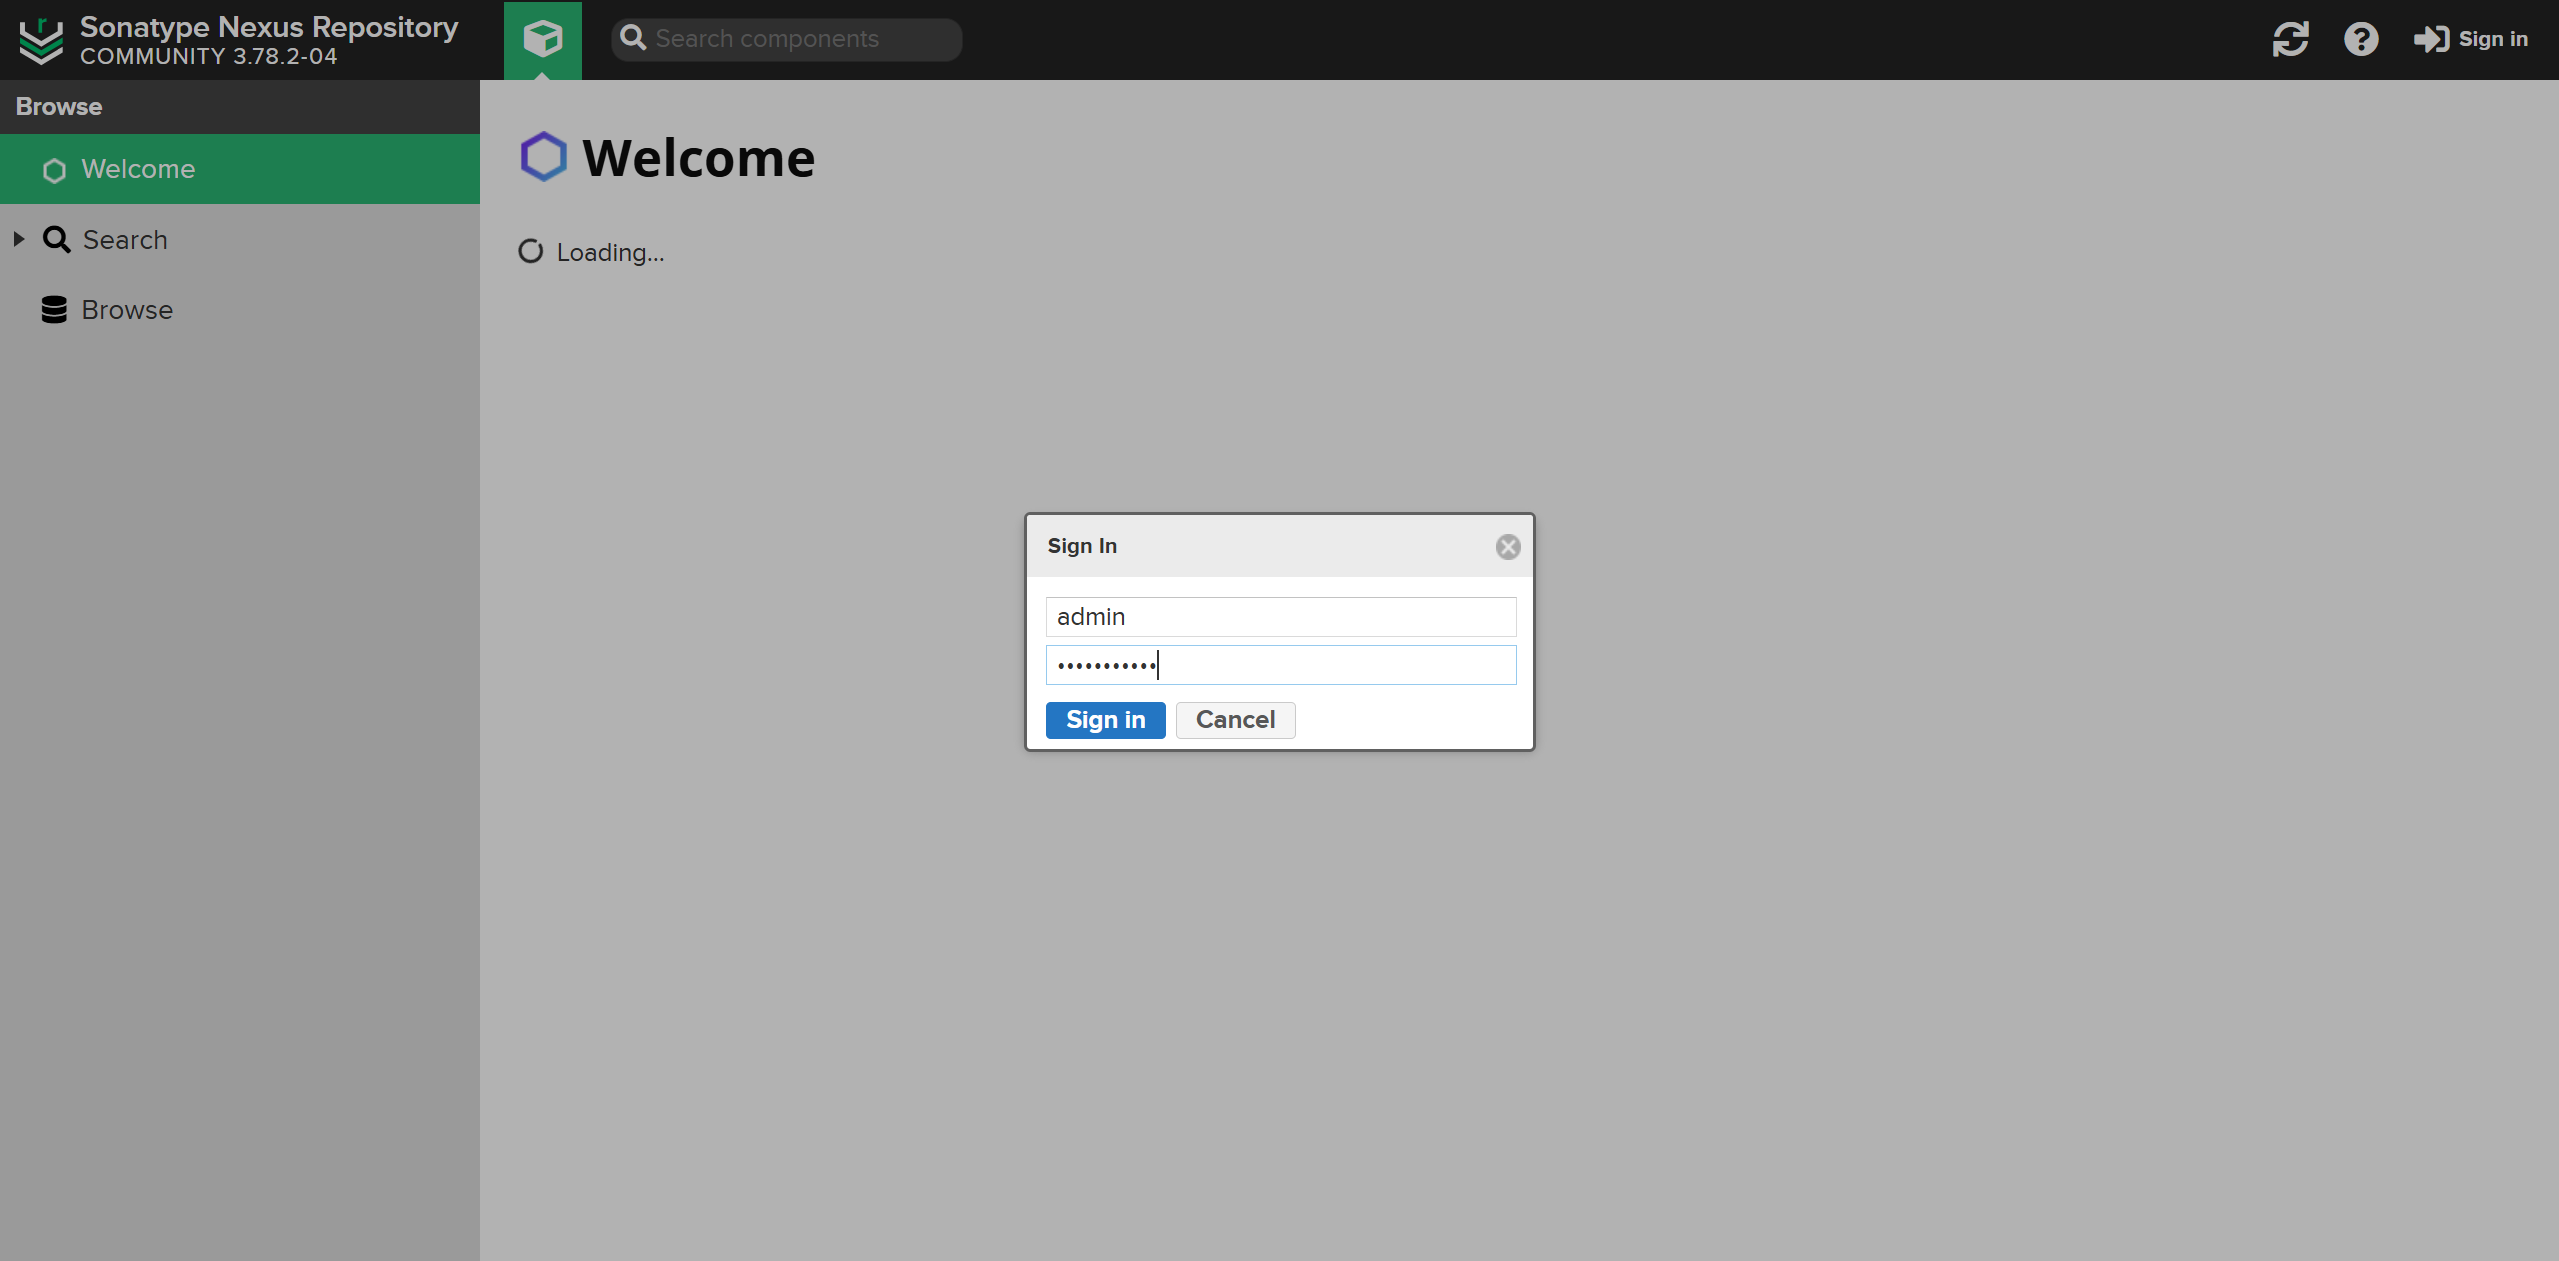 Sonatype Nexus Repository
COMMUNITY 3.78.2-04
Search components
Sign in
Browse
Welcome
Search
Browse
Welcome
Loading...
Sign In
admin
•••••••••••
Sign in
Cancel